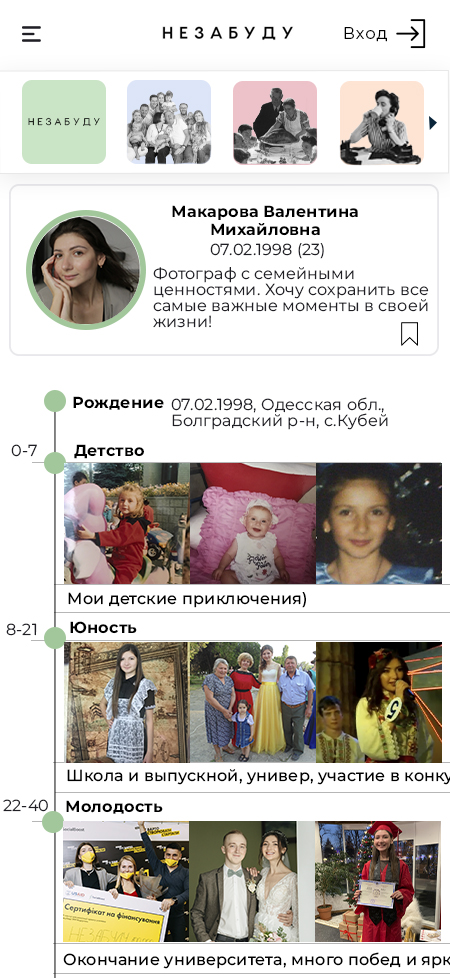 НЕЗАБУДУ
Вход
НЕЗАБУДУ
Макарова Валентина
Михайловна
07.02.1998 (23)
Фотограф с семейными
ценностями. Хочу сохранить все
самые важные моменты в своей
жизни!
Рождение
07.02.1998, Одесская обл.,
Болградский р-н, с.Кубей
0-7
Детство
Мои детские приключения)
8-21
Юность
5
Школа и выпускной, универ, участие в конку
22-40
Молодость
USAID
Сертифікат на фінансування
НЕЗАБУДУ
Окончание университета, много побед и ярк